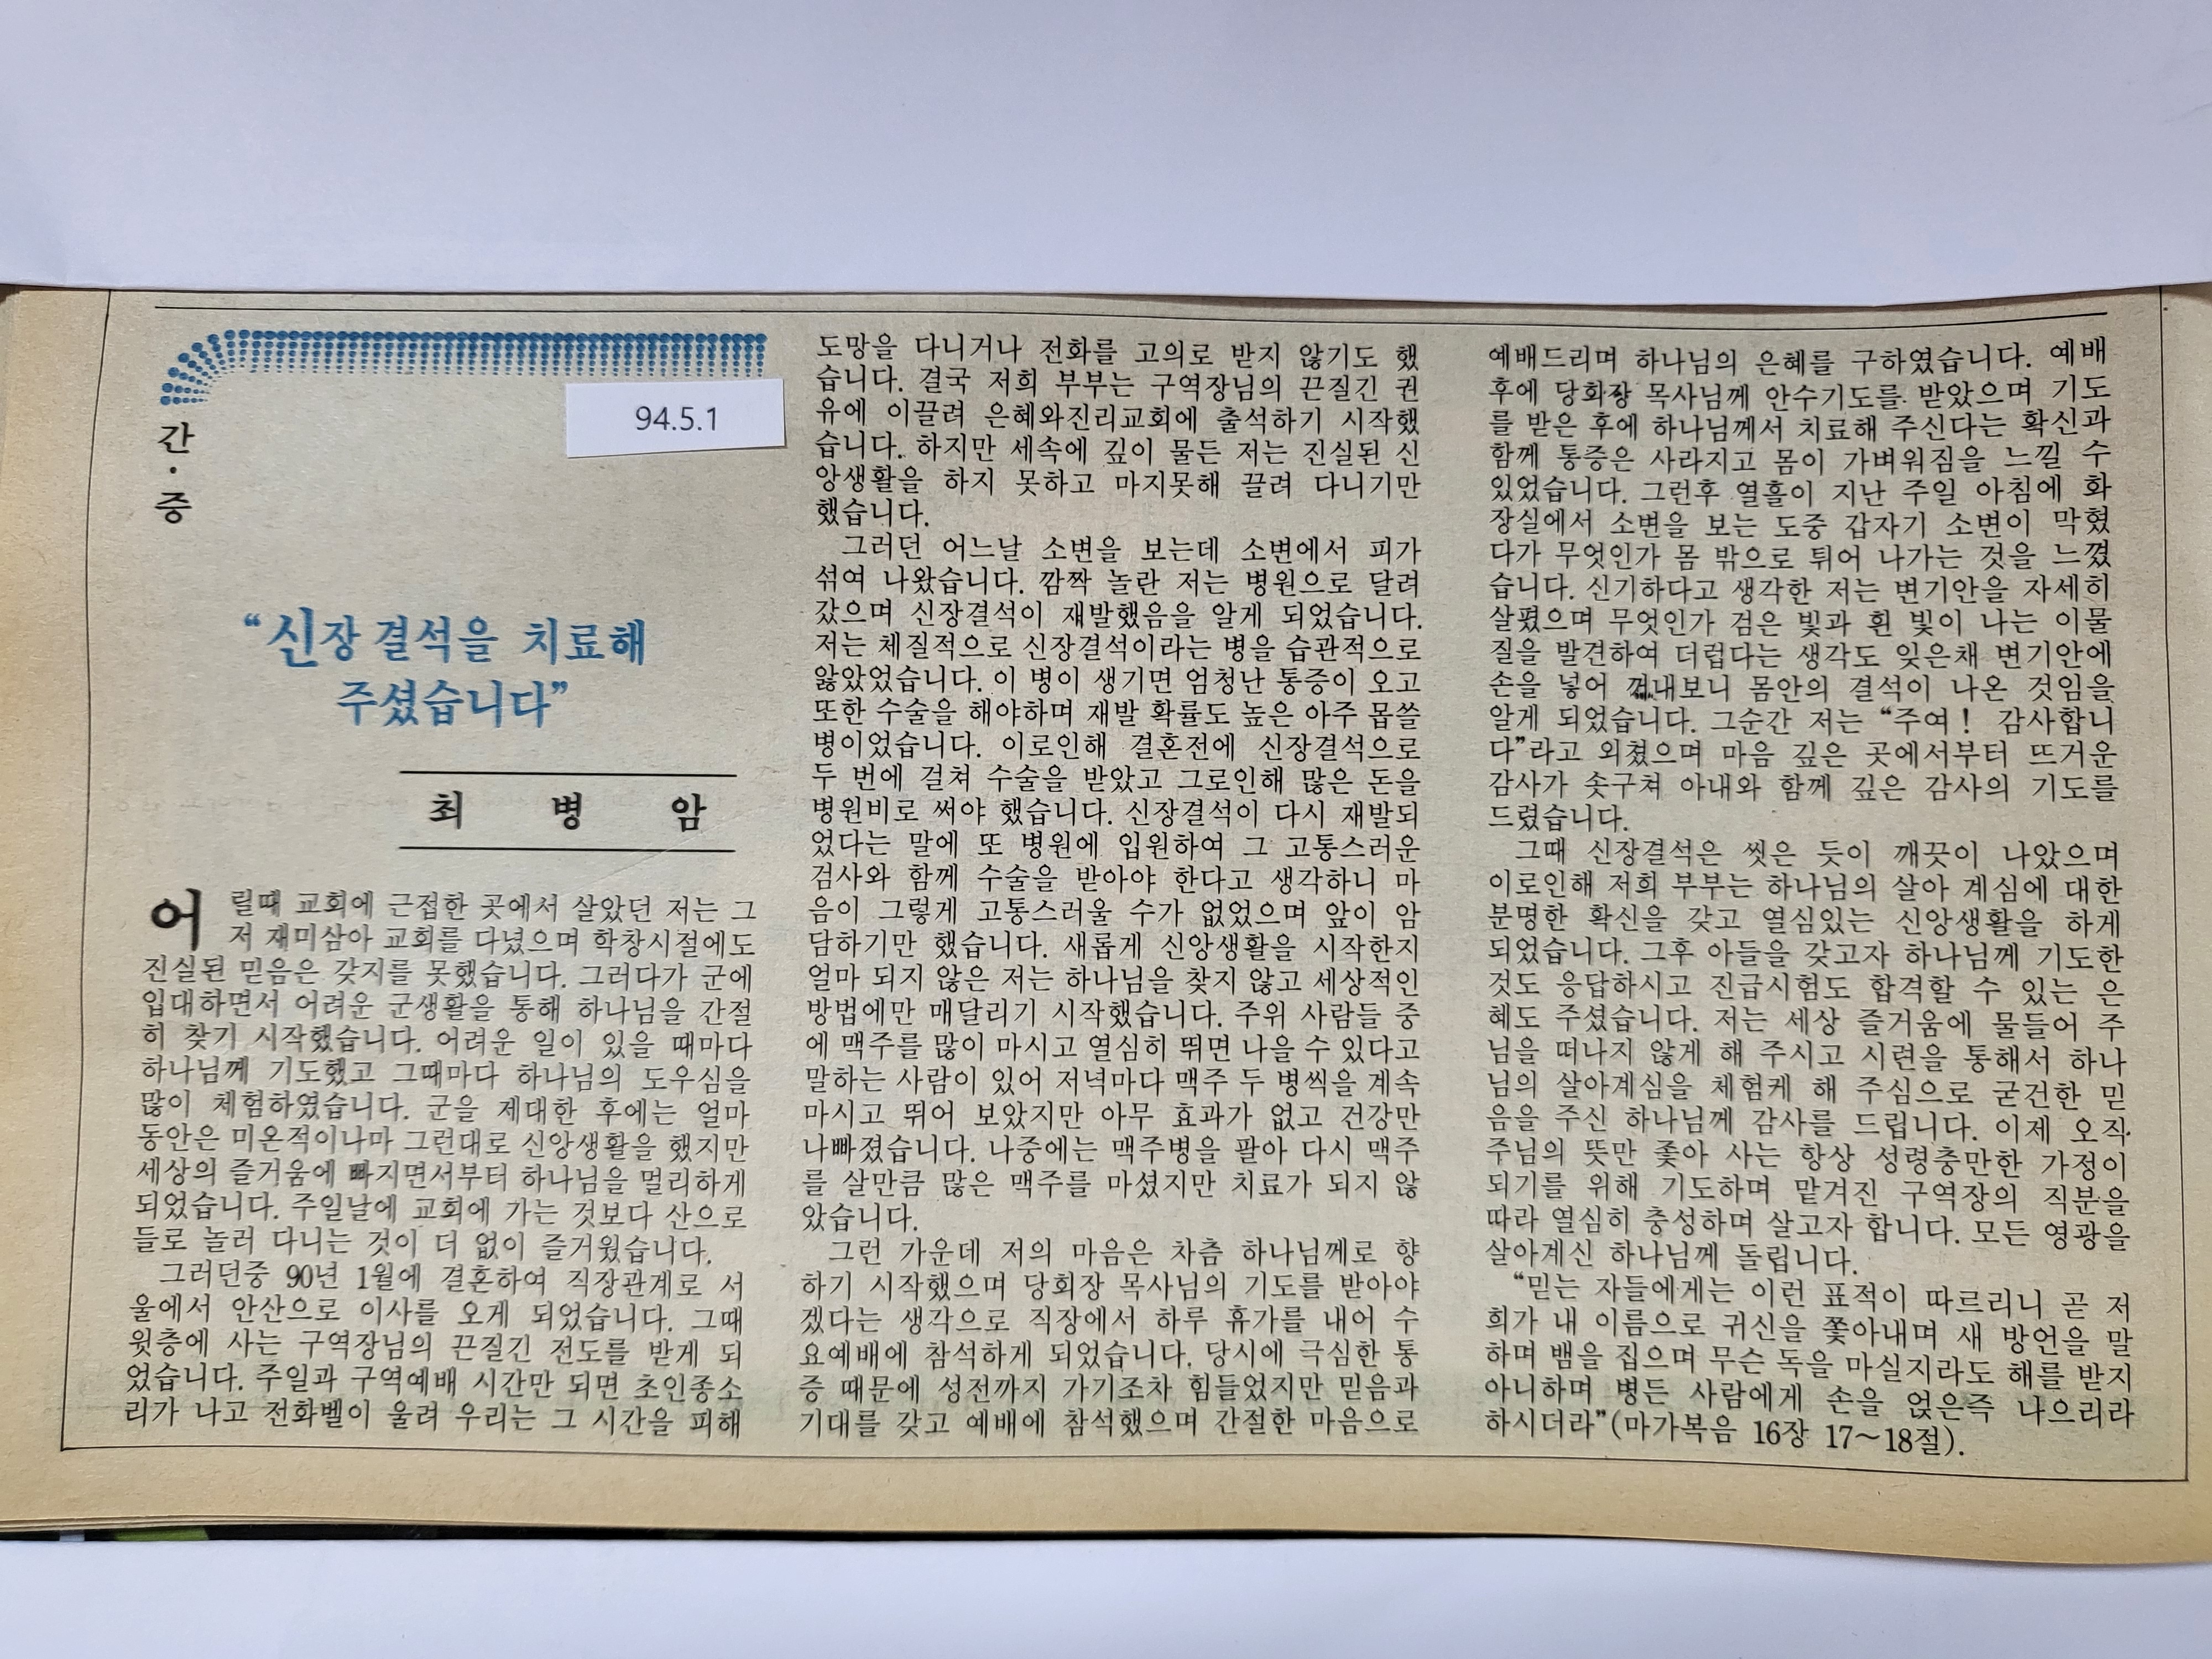 94.5.1
간·증
“신장 결석을 치료해
주셨습니다”
최 병 암
어릴때 교회에 근접한 곳에서 살았던 저는 그
저 재미삼아 교회를 다녔으며 학창시절에도
진실된 믿음은 갖지를 못했습니다. 그러다가 군에
입대하면서 어려운 군생활을 통해 하나님을 간절
히 찾기 시작했습니다. 어려운 일이 있을 때마다
하나님께 기도했고 그때마다 하나님의 도우심을
많이 체험하였습니다. 군을 제대한 후에는 얼마
동안은 미온적이나마 그런대로 신앙생활을 했지만
세상의 즐거움에 빠지면서부터 하나님을 멀리하게
되었습니다. 주일날에 교회에 가는 것보다 산으로
들로 놀러 다니는 것이 더 없이 즐거웠습니다.
그러던중 90년 1월에 결혼하여 직장관계로 서
울에서 안산으로 이사를 오게 되었습니다. 그때
윗층에 사는 구역장님의 끈질긴 전도를 받게 되
었습니다. 주일과 구역예배 시간만 되면 초인종소
리가 나고 전화벨이 울려 우리는 그 시간을 피해
도망을 다니거나 전화를 고의로 받지 않기도 했
습니다. 결국 저희 부부는 구역장님의 끈질긴 권
유에 이끌려 은혜와진리교회에 출석하기 시작했
습니다. 하지만 세속에 깊이 물든 저는 진실된 신
앙생활을 하지 못하고 마지못해 끌려 다니기만
했습니다.
그러던 어느날 소변을 보는데 소변에서 피가
섞여 나왔습니다. 깜짝 놀란 저는 병원으로 달려
갔으며 신장결석이 재발했음을 알게 되었습니다.
저는 체질적으로 신장결석이라는 병을 습관적으로
앓았었습니다. 이 병이 생기면 엄청난 통증이 오고
또한 수술을 해야하며 재발 확률도 높은 아주 몹쓸
병이었습니다. 이로인해 결혼전에 신장결석으로
두 번에 걸쳐 수술을 받았고 그로인해 많은 돈을
병원비로 써야 했습니다. 신장결석이 다시 재발되
었다는 말에 또 병원에 입원하여 그 고통스러운
검사와 함께 수술을 받아야 한다고 생각하니 마
음이 그렇게 고통스러울 수가 없었으며 앞이 암
담하기만 했습니다. 새롭게 신앙생활을 시작한지
얼마 되지 않은 저는 하나님을 찾지 않고 세상적인
방법에만 매달리기 시작했습니다. 주위 사람들 중
에 맥주를 많이 마시고 열심히 뛰면 나을 수 있다고
말하는 사람이 있어 저녁마다 맥주 두 병씩을 계속
마시고 뛰어 보았지만 아무 효과가 없고 건강만
나빠졌습니다. 나중에는 맥주병을 팔아 다시 맥주
를 살만큼 많은 맥주를 마셨지만 치료가 되지 않
았습니다.
그런 가운데 저의 마음은 차츰 하나님께로 향
하기 시작했으며 당회장 목사님의 기도를 받아야
겠다는 생각으로 직장에서 하루 휴가를 내어 수
요예배에 참석하게 되었습니다. 당시에 극심한 통
증 때문에 성전까지 가기조차 힘들었지만 믿음과
기대를 갖고 예배에 참석했으며 간절한 마음으로
예배드리며 하나님의 은혜를 구하였습니다. 예배
후에 당회장 목사님께 안수기도를 받았으며 기도
를 받은 후에 하나님께서 치료해 주신다는 확신과
함께 통증은 사라지고 몸이 가벼워짐을 느낄 수
있었습니다. 그런후 열흘이 지난 주일 아침에 화
장실에서 소변을 보는 도중 갑자기 소변이 막혔
다가 무엇인가 몸 밖으로 튀어 나가는 것을 느꼈
습니다. 신기하다고 생각한 저는 변기안을 자세히
살폈으며 무엇인가 검은 빛과 흰 빛이 나는 이물
질을 발견하여 더럽다는 생각도 잊은채 변기안에
손을 넣어 꺼내보니 몸안의 결석이 나온 것임을
알게 되었습니다. 그순간 저는 “주여! 감사합니
다”라고 외쳤으며 마음 깊은 곳에서부터 뜨거운
감사가 솟구쳐 아내와 함께 깊은 감사의 기도를
드렸습니다.
그때 신장결석은 씻은 듯이 깨끗이 나았으며
이로인해 저희 부부는 하나님의 살아 계심에 대한
분명한 확신을 갖고 열심있는 신앙생활을 하게
되었습니다. 그후 아들을 갖고자 하나님께 기도한
것도 응답하시고 진급시험도 합격할 수 있는 은
혜도 주셨습니다. 저는 세상 즐거움에 물들어 주
님을 떠나지 않게 해 주시고 시련을 통해서 하나
님의 살아계심을 체험케 해 주심으로 굳건한 믿
음을 주신 하나님께 감사를 드립니다. 이제 오직
주님의 뜻만 좇아 사는 항상 성령충만한 가정이
되기를 위해 기도하며 맡겨진 구역장의 직분을
따라 열심히 충성하며 살고자 합니다. 모든 영광을
살아계신 하나님께 돌립니다.
“믿는 자들에게는 이런 표적이 따르리니 곧 저
희가 내 이름으로 귀신을 쫓아내며 새 방언을 말
하며 뱀을 집으며 무슨 독을 마실지라도 해를 받지
아니하며 병든 사람에게 손을 얹은즉 나으리라
하시더라”(마가복음 16장 17~18절).